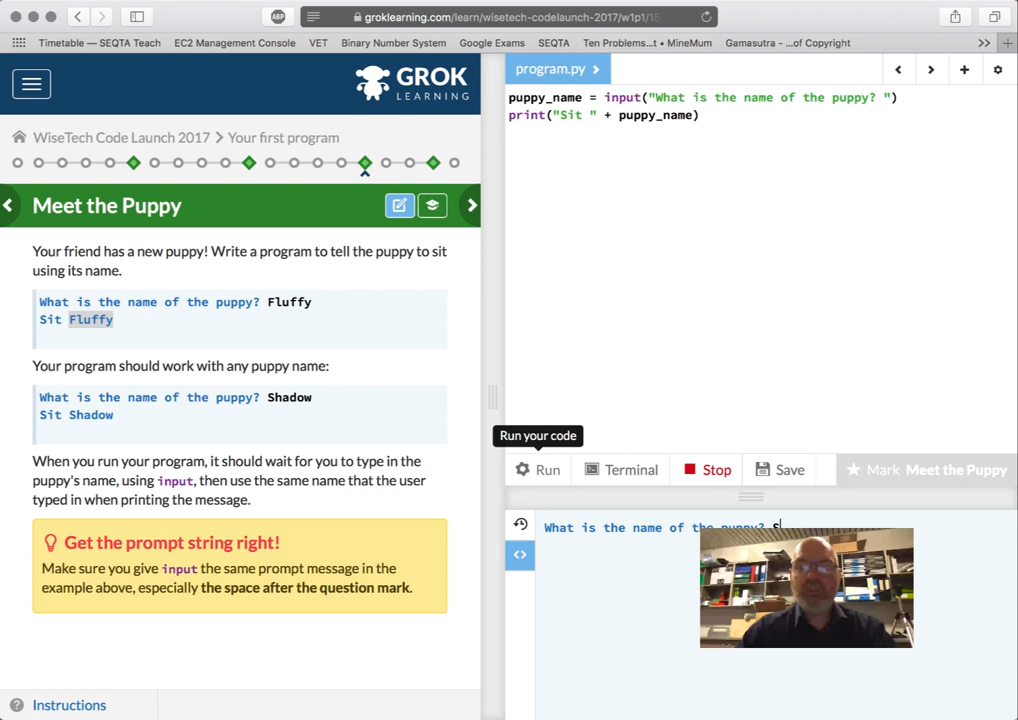 ABP
groklearning.com/learn/wisetech-codelaunch-2017/w1p1/15
Timetable — SEQTA Teach EC2 Management Console VET Binary Number System Google Exams SEQTA Ten Problems...t • MineMum Gamasutra - ...of Copyright
GROK
LEARNING
WiseTech Code Launch 2017 > Your first program
Meet the Puppy
Your friend has a new puppy! Write a program to tell the puppy to sit
using its name.
What is the name of the puppy? Fluffy
Sit Fluffy
Your program should work with any puppy name:
What is the name of the puppy? Shadow
Sit Shadow
When you run your program, it should wait for you to type in the
puppy's name, using input, then use the same name that the user
typed in when printing the message.
Get the prompt string right!
Make sure you give input the same prompt message in the
example above, especially the space after the question mark.
Instructions
program.py
puppy_name = input("What is the name of the puppy? ")
print("Sit " + puppy_name)
Run your code
Run Terminal Stop Save Mark Meet the Puppy
What is the name of the puppy? S